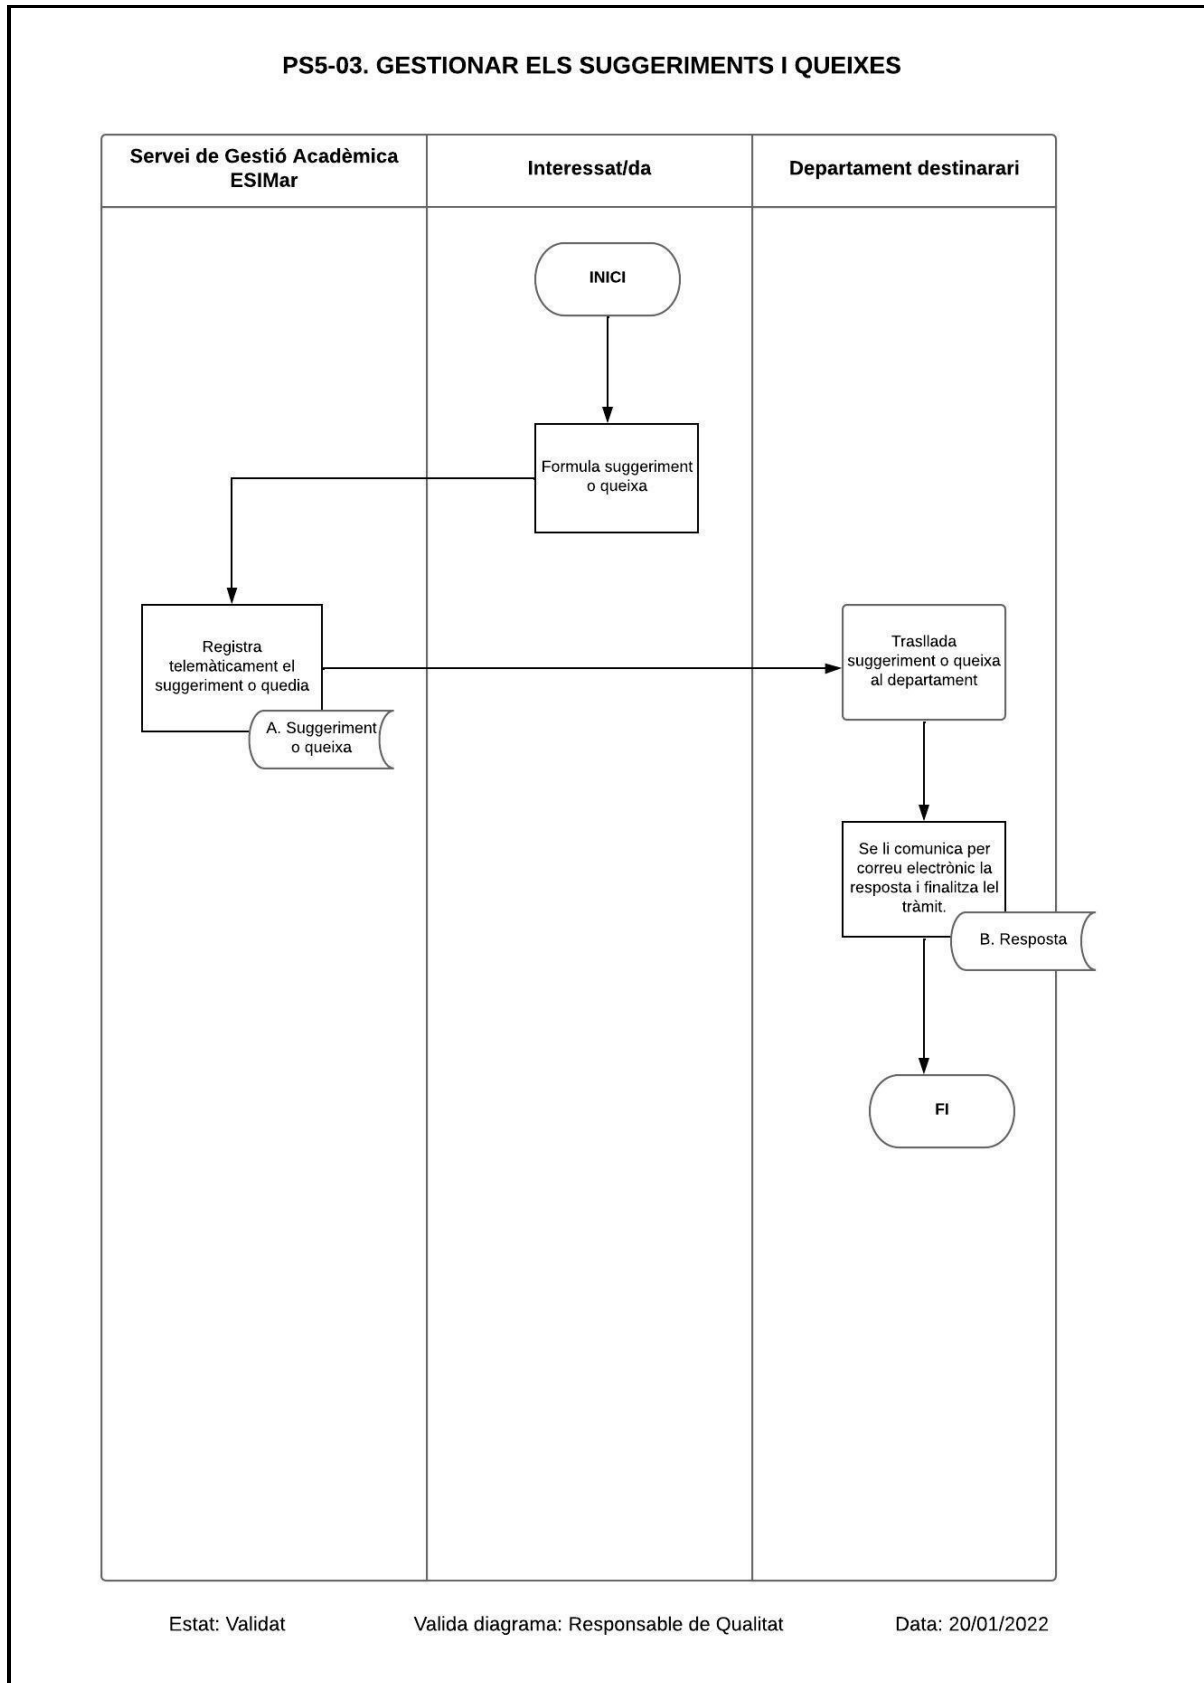 PS5-03. GESTIONAR ELS SUGGERIMENTS I QUEIXES
Servei de Gestió Acadèmica
ESIMar
Interessat/da
Departament destinarari
INICI
Formula suggeriment
o queixa
Registra
telemàticament el
suggeriment o quedia
A. Suggeriment
o queixa
Trasllada
suggeriment o queixa
al departament
Se li comunica per
correu electrònic la
resposta i finalitza lel
tràmit.
B. Resposta
FI
Estat: Validat
Valida diagrama: Responsable de Qualitat
Data: 20/01/2022